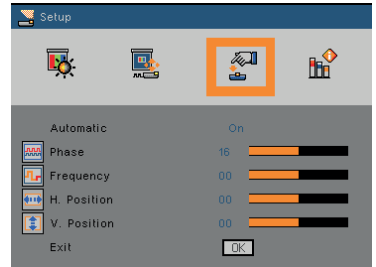 Setup
Automatic On
Phase 16
Frequency 00
H. Position 00
V. Position 00
Exit OK